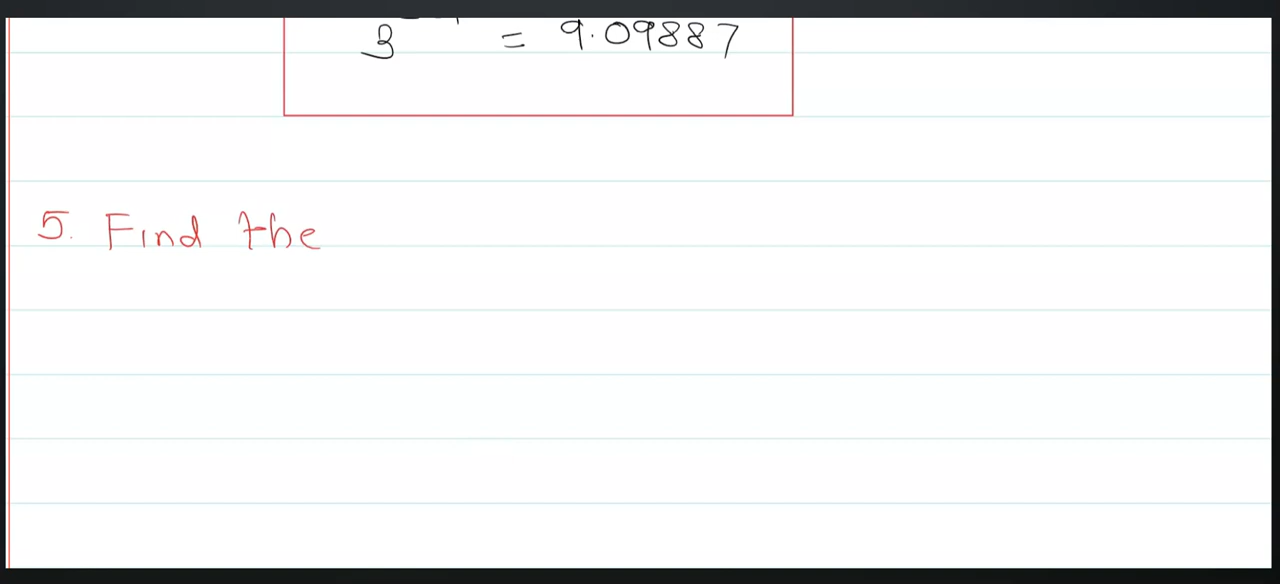 3 = 9.09887
5. Find the